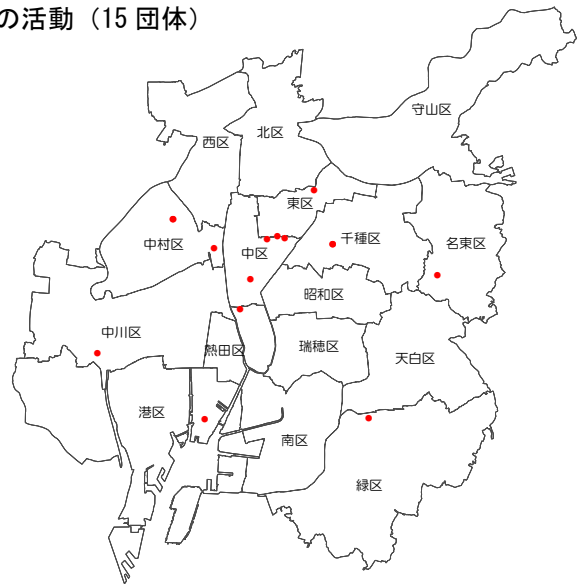 の活動（15 団体）
守山区
北区
西区
東区
中村区
中区
千種区
名東区
昭和区
中川区
熱田区
瑞穂区
天白区
港区
南区
緑区